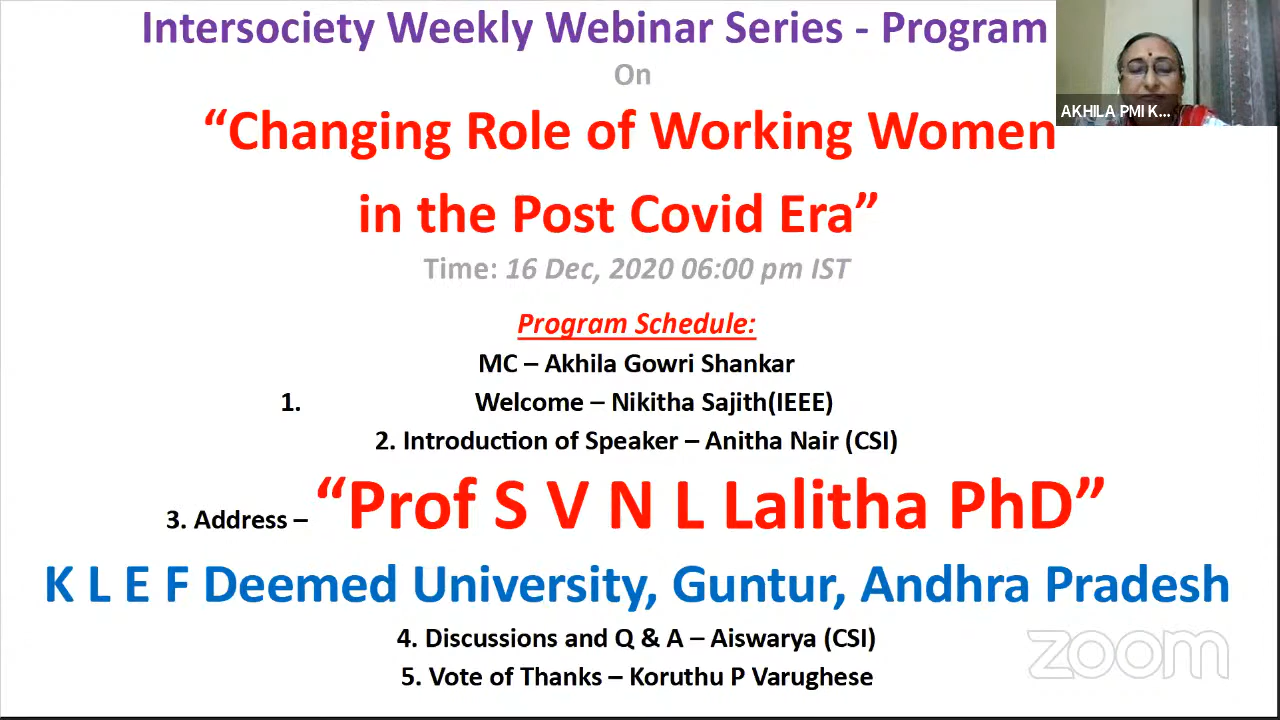 Intersociety Weekly Webinar Series - Program
On
“Changing Role of Working Women
in the Post Covid Era”
Time: 16 Dec, 2020 06:00 pm IST
Program Schedule:
MC – Akhila Gowri Shankar
1. Welcome – Nikitha Sajith(IEEE)
2. Introduction of Speaker – Anitha Nair (CSI)
3. Address – “Prof S V N L Lalitha PhD”
K L E F Deemed University, Guntur, Andhra Pradesh
4. Discussions and Q & A – Aiswarya (CSI)
5. Vote of Thanks – Koruthu P Varughese
AKHILA PMI K...
zoom